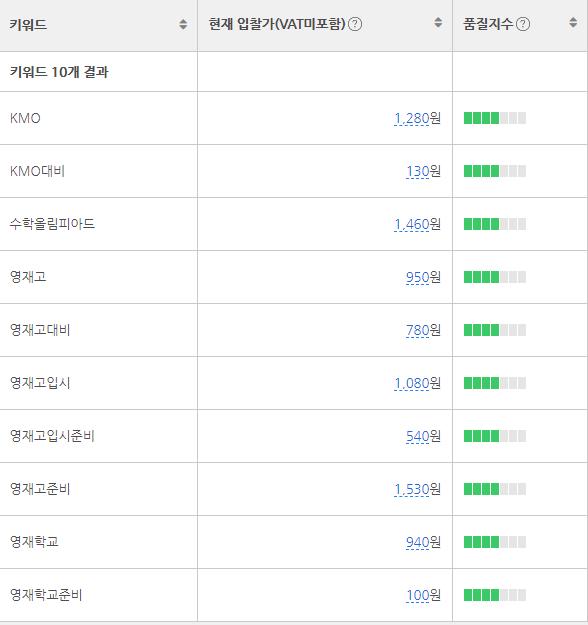 키워드 현재 입찰가(VAT미포함) ? 품질지수 ?
키워드 10개 결과
KMO 1,280원
KMO대비 130원
수학올림피아드 1,460원
영재고 950원
영재고대비 780원
영재고입시 1,080원
영재고입시준비 540원
영재고준비 1,530원
영재학교 940원
영재학교준비 100원